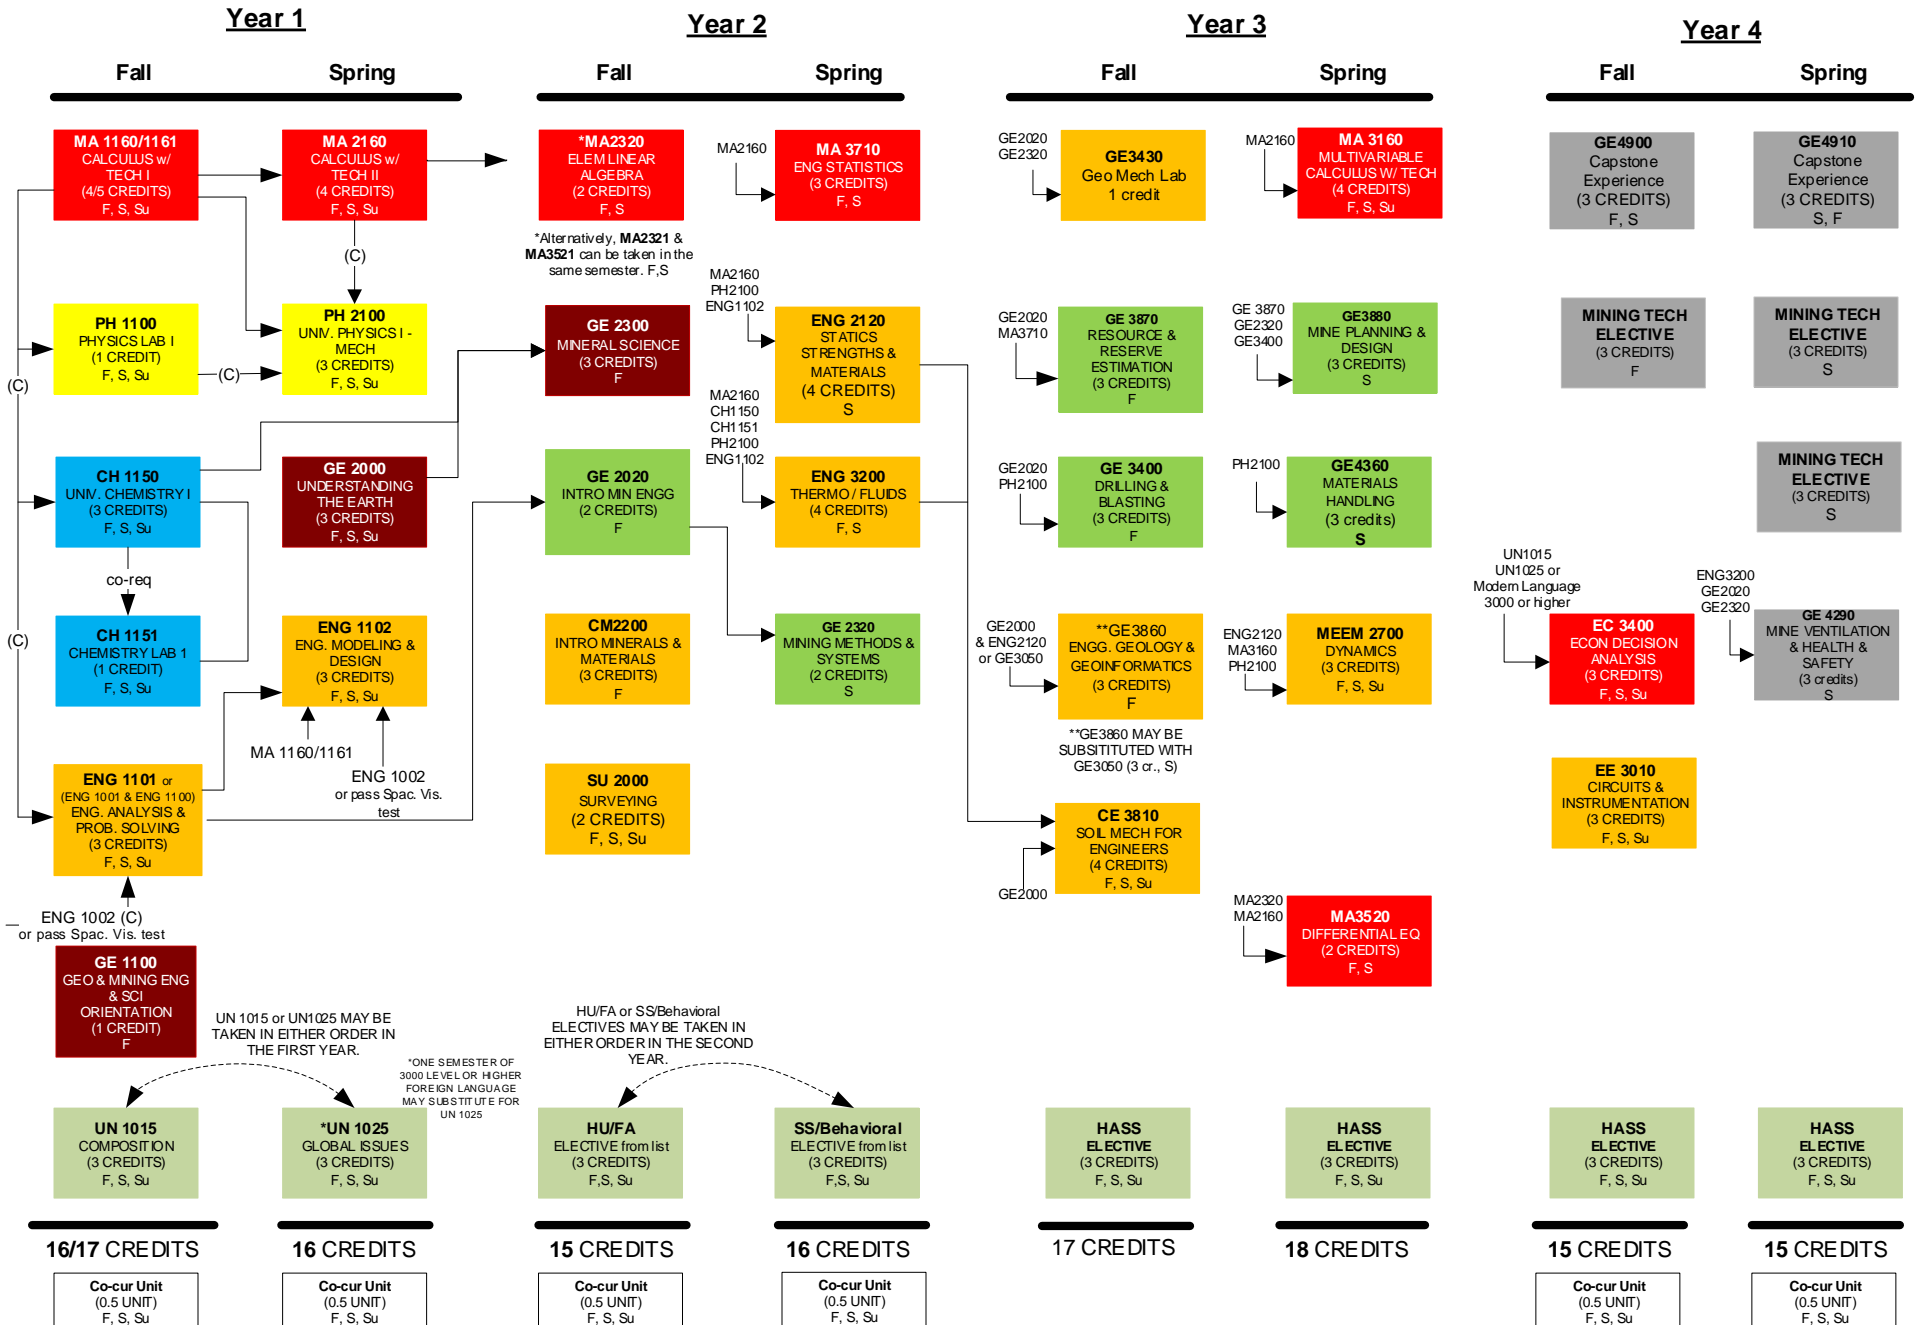 Year 1
Fall
Spring
MA 1160/1161
CALCULUS w/
TECH I
(4/5 CREDITS)
F, S, Su
MA 2160
CALCULUS w/
TECH II
(4 CREDITS)
F, S, Su
(C)
PH 1100
PHYSICS LAB I
(1 CREDIT)
F, S, Su
(C)
PH 2100
UNIV. PHYSICS I -
MECH
(3 CREDITS)
F, S, Su
(C)
CH 1150
UNIV. CHEMISTRY I
(3 CREDITS)
F, S, Su
GE 2000
UNDERSTANDING
THE EARTH
(3 CREDITS)
F, S, Su
co-req
(C)
CH 1151
CHEMISTRY LAB 1
(1 CREDIT)
F, S, Su
ENG 1102
ENG. MODELING &
DESIGN
(3 CREDITS)
F, S, Su
MA 1160/1161
ENG 1002
or pass Spac. Vis.
test
ENG 1101 or
(ENG 1001 & ENG 1100)
ENG. ANALYSIS &
PROB. SOLVING
(3 CREDITS)
F, S, Su
ENG 1002 (C)
or pass Spac. Vis. test
GE 1100
GEO & MINING ENG
& SCI
ORIENTATION
(1 CREDIT)
F
UN 1015 or UN1025 MAY BE
TAKEN IN EITHER ORDER IN
THE FIRST YEAR.
*ONE SEMESTER OF
3000 LEVEL OR HIGHER
FOREIGN LANGUAGE
MAY SUBSTITUTE FOR
UN 1025
UN 1015
COMPOSITION
(3 CREDITS)
F, S, Su
*UN 1025
GLOBAL ISSUES
(3 CREDITS)
F, S, Su
16/17 CREDITS
16 CREDITS
Co-cur Unit
(0.5 UNIT)
F, S, Su
Co-cur Unit
(0.5 UNIT)
F, S, Su
Year 2
Fall
Spring
*MA2320
ELEM LINEAR
ALGEBRA
(2 CREDITS)
F, S
*Alternatively, MA2321 &
MA3521 can be taken in the
same semester. F,S
MA2160
MA 3710
ENG STATISTICS
(3 CREDITS)
F, S
GE 2300
MINERAL SCIENCE
(3 CREDITS)
F
MA2160
PH2100
ENG1102
ENG 2120
STATICS
STRENGTHS &
MATERIALS
(4 CREDITS)
S
GE 2020
INTRO MIN ENGG
(2 CREDITS)
F
MA2160
CH1150
CH1151
PH2100
ENG1102
ENG 3200
THERMO / FLUIDS
(4 CREDITS)
F, S
CM2200
INTRO MINERALS &
MATERIALS
(3 CREDITS)
F
GE 2320
MINING METHODS &
SYSTEMS
(2 CREDITS)
S
SU 2000
SURVEYING
(2 CREDITS)
F, S, Su
HU/FA or SS/Behavioral
ELECTIVES MAY BE TAKEN IN
EITHER ORDER IN THE SECOND
YEAR.
HU/FA
ELECTIVE from list
(3 CREDITS)
F,S, Su
SS/Behavioral
ELECTIVE from list
(3 CREDITS)
F,S, Su
15 CREDITS
16 CREDITS
Co-cur Unit
(0.5 UNIT)
F, S, Su
Co-cur Unit
(0.5 UNIT)
F, S, Su
Year 3
Fall
Spring
GE2020
GE2320
GE3430
Geo Mech Lab
1 credit
MA2160
MA 3160
MULTIVARIABLE
CALCULUS W/ TECH
(4 CREDITS)
F, S, Su
GE2020
MA3710
GE 3870
RESOURCE &
RESERVE
ESTIMATION
(3 CREDITS)
F
GE 3870
GE2320
GE3400
GE3880
MINE PLANNING &
DESIGN
(3 CREDITS)
S
GE2020
PH2100
GE 3400
DRILLING &
BLASTING
(3 CREDITS)
F
PH2100
GE4360
MATERIALS
HANDLING
(3 credits)
S
GE2000
& ENG2120
or GE3050
**GE3860
ENGG. GEOLOGY &
GEOINFORMATICS
(3 CREDITS)
F
**GE3860 MAY BE
SUBSITITUTED WITH
GE3050 (3 cr., S)
ENG2120
MA3160
PH2100
MEEM 2700
DYNAMICS
(3 CREDITS)
F, S, Su
CE 3810
SOIL MECH FOR
ENGINEERS
(4 CREDITS)
F, S, Su
GE2000
MA2320
MA2160
MA3520
DIFFERENTIAL EQ
(2 CREDITS)
F, S
HASS
ELECTIVE
(3 CREDITS)
F, S, Su
HASS
ELECTIVE
(3 CREDITS)
F, S, Su
17 CREDITS
18 CREDITS
Year 4
Fall
Spring
GE4900
Capstone
Experience
(3 CREDITS)
F, S
GE4910
Capstone
Experience
(3 CREDITS)
S, F
MINING TECH
ELECTIVE
(3 CREDITS)
F
MINING TECH
ELECTIVE
(3 CREDITS)
S
MINING TECH
ELECTIVE
(3 CREDITS)
S
UN1015
UN1025 or
Modern Language
3000 or higher
EC 3400
ECON DECISION
ANALYSIS
(3 CREDITS)
F, S, Su
ENG3200
GE2020
GE2320
GE 4290
MINE VENTILATION
& HEALTH &
SAFETY
(3 credits)
S
EE 3010
CIRCUITS &
INSTRUMENTATION
(3 CREDITS)
F, S, Su
HASS
ELECTIVE
(3 CREDITS)
F, S, Su
HASS
ELECTIVE
(3 CREDITS)
F, S, Su
15 CREDITS
15 CREDITS
Co-cur Unit
(0.5 UNIT)
F, S, Su
Co-cur Unit
(0.5 UNIT)
F, S, Su